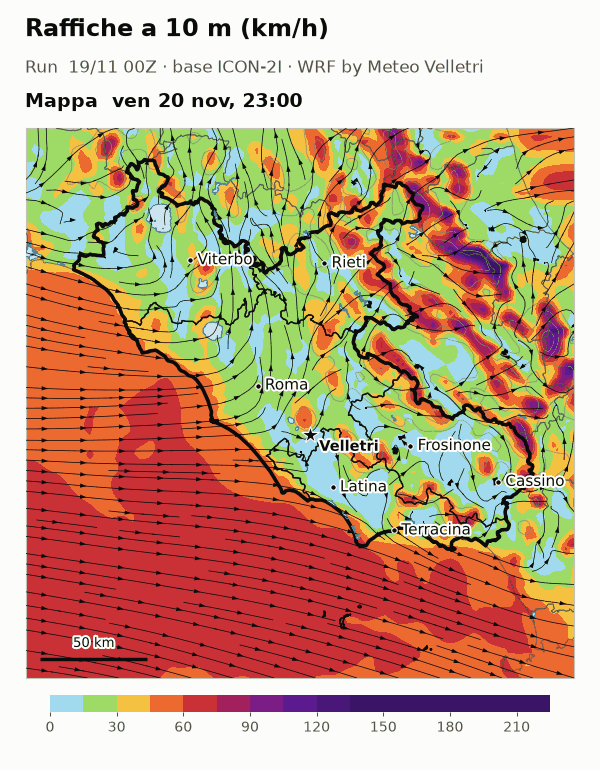 Raffiche a 10 m (km/h)
Run  19/11 00Z · base ICON-2I · WRF by Meteo Velletri
Mappa  ven 20 nov, 23:00
Viterbo
Rieti
Roma
Velletri
Frosinone
Cassino
Latina
Terracina
50 km
0 30 60 90 120 150 180 210